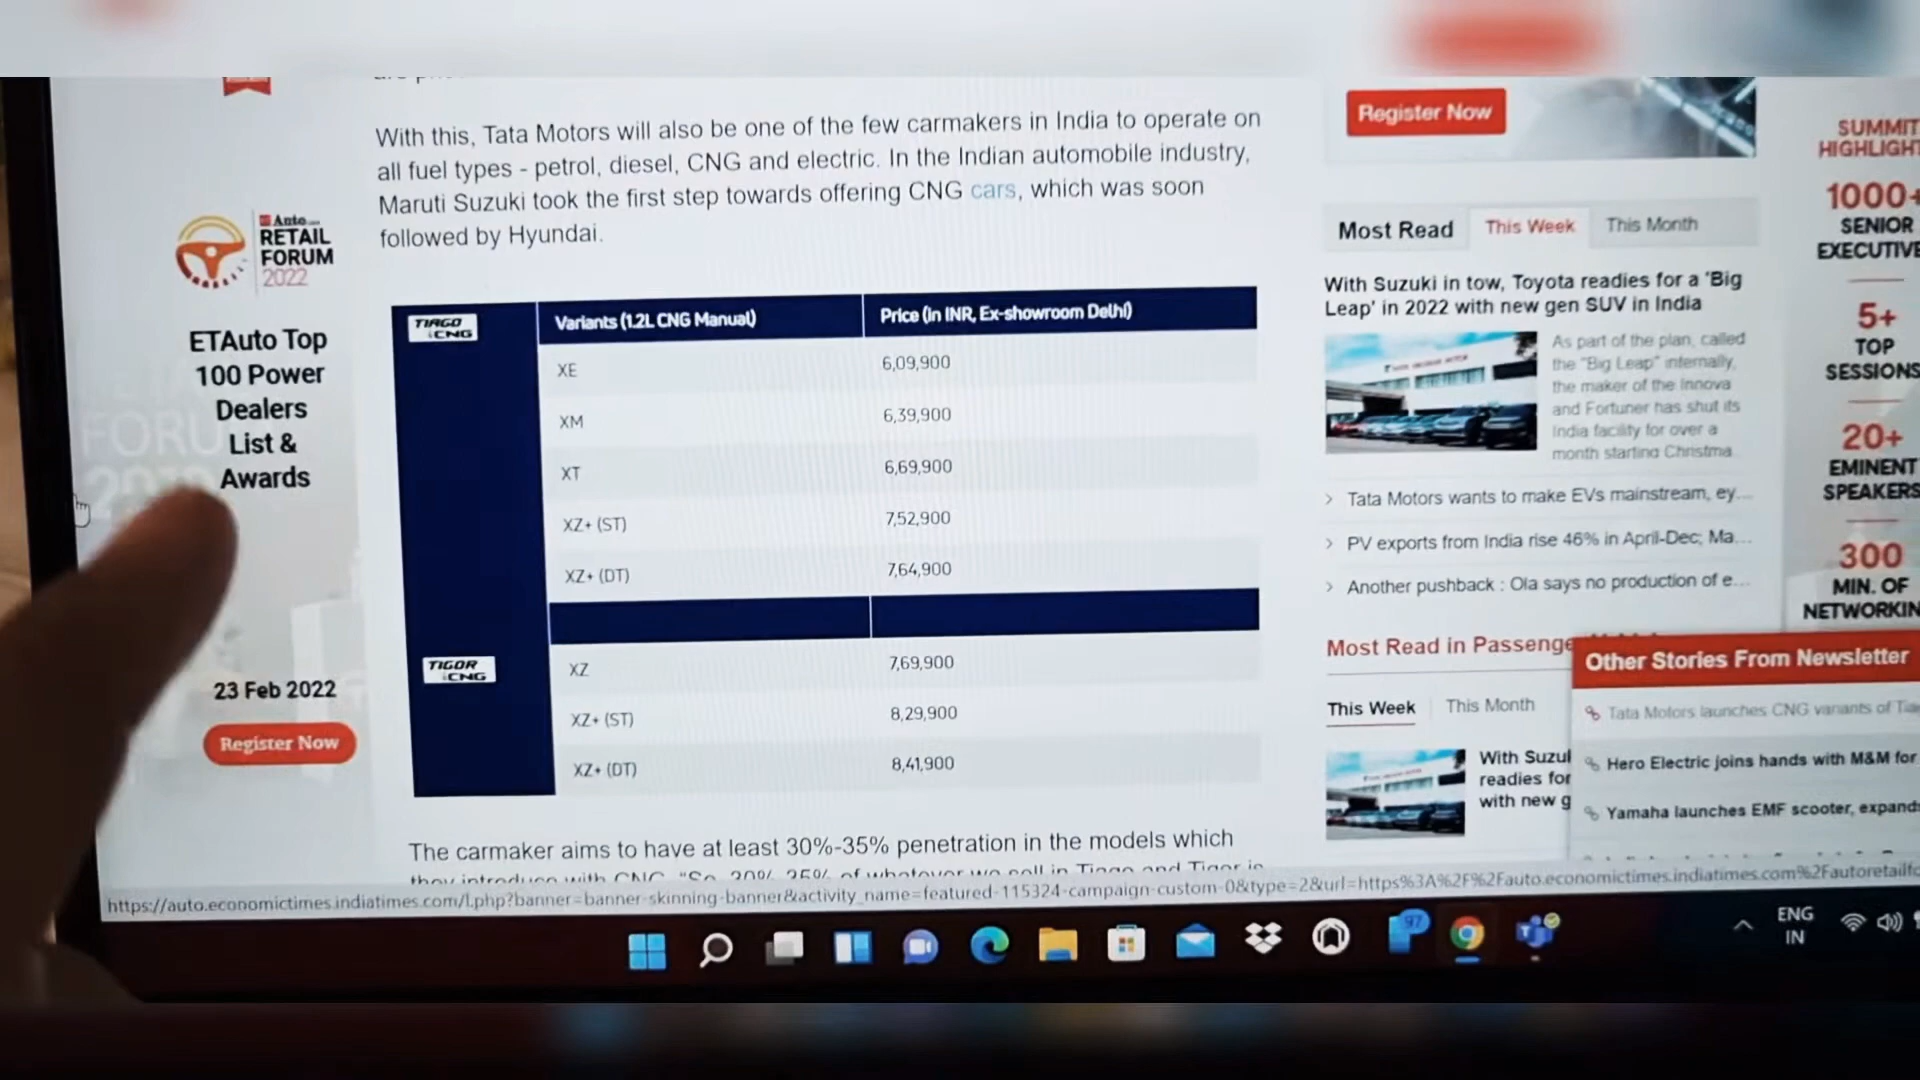 With this, Tata Motors will also be one of the few carmakers in India to operate on
all fuel types - petrol, diesel, CNG and electric. In the Indian automobile industry,
Maruti Suzuki took the first step towards offering CNG cars, which was soon
followed by Hyundai.
Auto
RETAIL
FORUM
2022
ETAuto Top
100 Power
Dealers
List &
Awards
23 Feb 2022
Register Now
TIAGO
iCNG
Variants (1.2L CNG Manual) Price (in INR, Ex-showroom Delhi)
XE 6,09,900
XM 6,39,900
XT 6,69,900
XZ+ (ST) 7,52,900
XZ+ (DT) 7,64,900
TIGOR
iCNG
XZ 7,69,900
XZ+ (ST) 8,29,900
XZ+ (DT) 8,41,900
The carmaker aims to have at least 30%-35% penetration in the models which
Register Now
Most Read This Week This Month
With Suzuki in tow, Toyota readies for a 'Big
Leap' in 2022 with new gen SUV in India
As part of the plan, called
the "Big Leap" internally,
the maker of the Innova
and Fortuner has shut its
India facility for over a
month starting Christma
> Tata Motors wants to make EVs mainstream, ey...
> PV exports from India rise 46% in April-Dec; Ma...
> Another pushback : Ola says no production of e...
Most Read in Passenge
This Week This Month
With Suzu
readies for
with new g
SUMMIT
HIGHLIGHT
1000+
SENIOR
EXECUTIVE
5+
TOP
SESSIONS
20+
EMINENT
SPEAKERS
300
MIN. OF
NETWORKIN
Other Stories From Newsletter
Tata Motors launches CNG variants of Tia
Hero Electric joins hands with M&M for
Yamaha launches EMF scooter, expands
https://auto.economictimes.indiatimes.com/l.php?banner=banner-skinning-banner&activity_name=featured-115324-campaign-custom-0&type=2&url=https%3A%2F%2Fauto.economictimes.indiatimes.com%2Fautoretailfo
97
ENG
IN